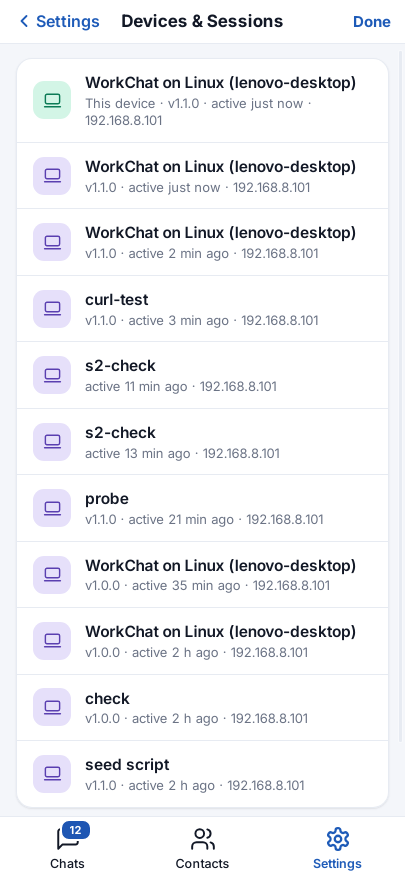 Settings
Devices & Sessions
Done
WorkChat on Linux (lenovo-desktop)
This device · v1.1.0 · active just now ·
192.168.8.101
WorkChat on Linux (lenovo-desktop)
v1.1.0 · active just now · 192.168.8.101
WorkChat on Linux (lenovo-desktop)
v1.1.0 · active 2 min ago · 192.168.8.101
curl-test
v1.1.0 · active 3 min ago · 192.168.8.101
s2-check
active 11 min ago · 192.168.8.101
s2-check
active 13 min ago · 192.168.8.101
probe
v1.1.0 · active 21 min ago · 192.168.8.101
WorkChat on Linux (lenovo-desktop)
v1.0.0 · active 35 min ago · 192.168.8.101
WorkChat on Linux (lenovo-desktop)
v1.0.0 · active 2 h ago · 192.168.8.101
check
v1.0.0 · active 2 h ago · 192.168.8.101
seed script
v1.1.0 · active 2 h ago · 192.168.8.101
12
Chats
Contacts
Settings